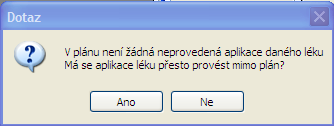 Dotaz
V plánu není žádná neprovedená aplikace daného léku
Má se aplikace léku přesto provést mimo plán?
Ano
Ne